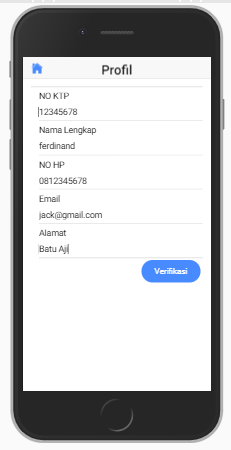 Profil
NO KTP
12345678
Nama Lengkap
ferdinand
NO HP
0812345678
Email
jack@gmail.com
Alamat
Batu Aji
Verifikasi